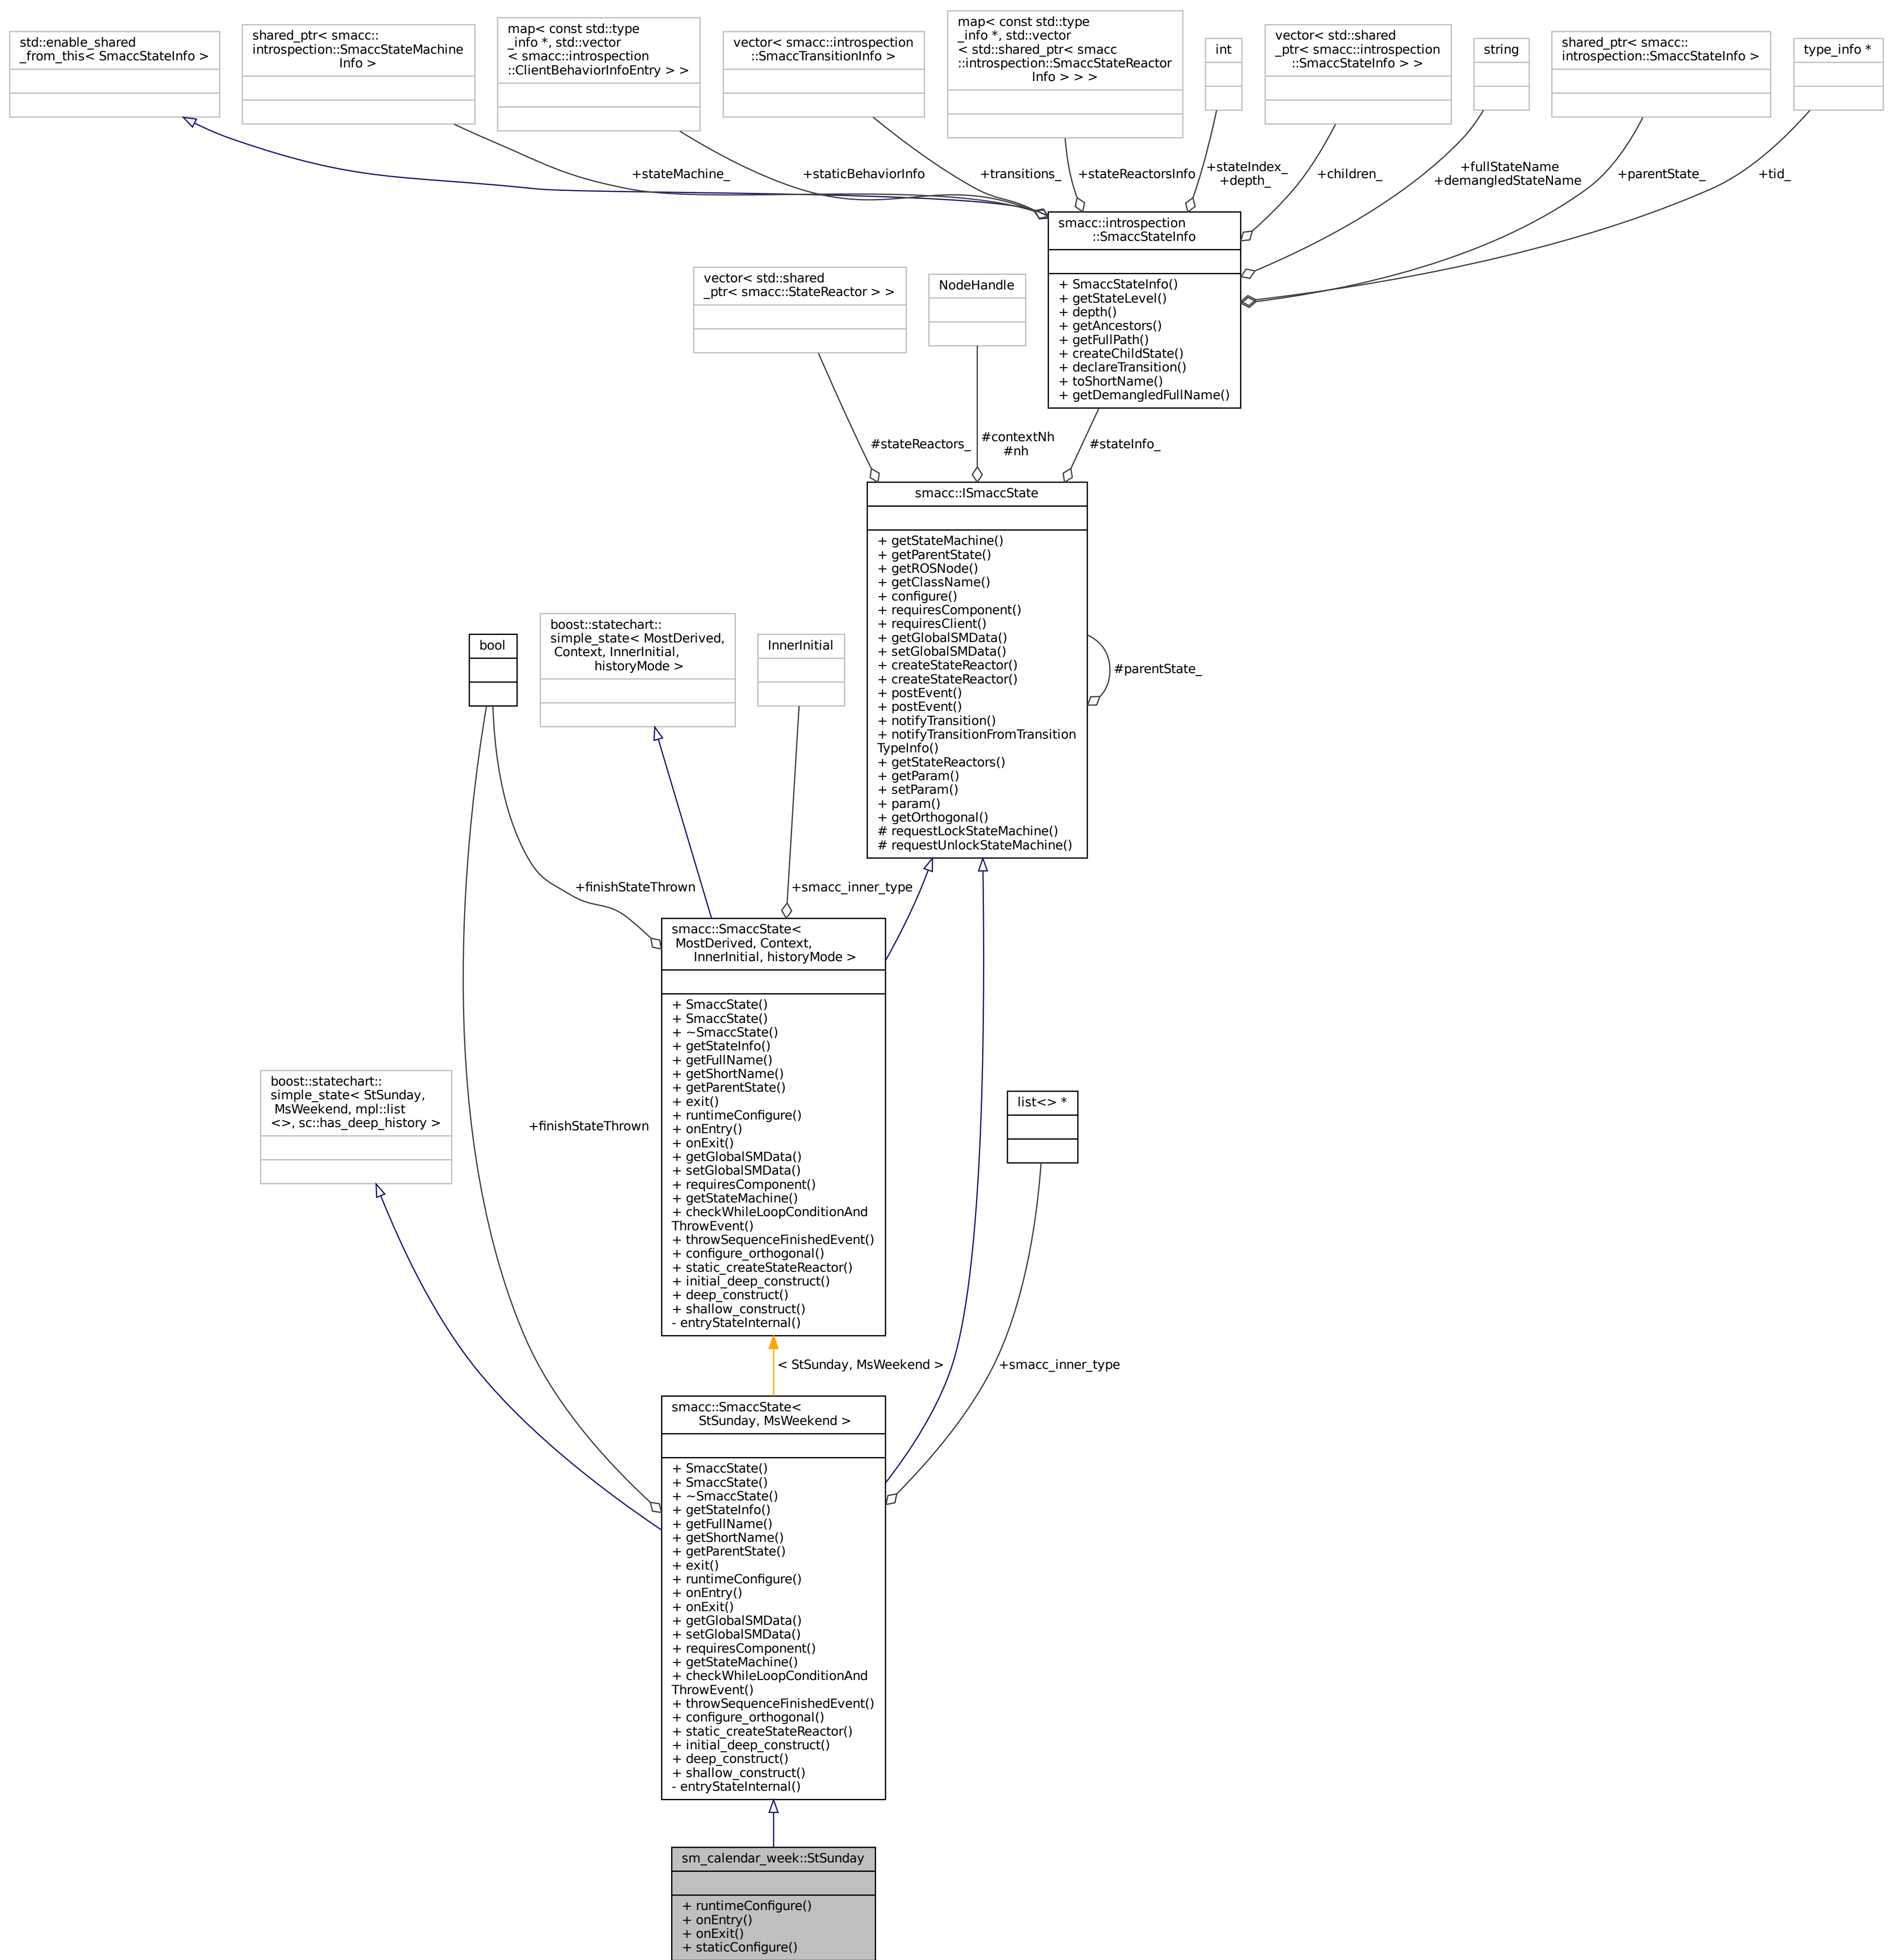 std::enable_shared
_from_this< SmaccStateInfo >
shared_ptr< smacc::
introspection::SmaccStateMachine
Info >
map< const std::type
_info *, std::vector
< smacc::introspection
::ClientBehaviorInfoEntry > >
vector< smacc::introspection
::SmaccTransitionInfo >
map< const std::type
_info *, std::vector
< std::shared_ptr< smacc
::introspection::SmaccStateReactor
Info > > >
int
vector< std::shared
_ptr< smacc::introspection
::SmaccStateInfo > >
string
shared_ptr< smacc::
introspection::SmaccStateInfo >
type_info *
+stateMachine_
+staticBehaviorInfo
+transitions_
+stateReactorsInfo
+stateIndex_
+depth_
+children_
+fullStateName
+demangledStateName
+parentState_
+tid_
smacc::introspection
::SmaccStateInfo
+ SmaccStateInfo()
+ getStateLevel()
+ depth()
+ getAncestors()
+ getFullPath()
+ createChildState()
+ declareTransition()
+ toShortName()
+ getDemangledFullName()
vector< std::shared
_ptr< smacc::StateReactor > >
NodeHandle
#stateReactors_
#contextNh
#nh
#stateInfo_
smacc::ISmaccState
+ getStateMachine()
+ getParentState()
+ getROSNode()
+ getClassName()
+ configure()
+ requiresComponent()
+ requiresClient()
+ getGlobalSMData()
+ setGlobalSMData()
+ createStateReactor()
+ createStateReactor()
+ postEvent()
+ postEvent()
+ notifyTransition()
+ notifyTransitionFromTransition
TypeInfo()
+ getStateReactors()
+ getParam()
+ setParam()
+ param()
+ getOrthogonal()
# requestLockStateMachine()
# requestUnlockStateMachine()
#parentState_
bool
boost::statechart::
simple_state< MostDerived,
Context, InnerInitial,
historyMode >
InnerInitial
+finishStateThrown
+smacc_inner_type
smacc::SmaccState<
MostDerived, Context,
InnerInitial, historyMode >
+ SmaccState()
+ SmaccState()
+ ~SmaccState()
+ getStateInfo()
+ getFullName()
+ getShortName()
+ getParentState()
+ exit()
+ runtimeConfigure()
+ onEntry()
+ onExit()
+ getGlobalSMData()
+ setGlobalSMData()
+ requiresComponent()
+ getStateMachine()
+ checkWhileLoopConditionAnd
ThrowEvent()
+ throwSequenceFinishedEvent()
+ configure_orthogonal()
+ static_createStateReactor()
+ initial_deep_construct()
+ deep_construct()
+ shallow_construct()
- entryStateInternal()
boost::statechart::
simple_state< StSunday,
MsWeekend, mpl::list
<>, sc::has_deep_history >
+finishStateThrown
list<> *
< StSunday, MsWeekend >
+smacc_inner_type
smacc::SmaccState<
StSunday, MsWeekend >
+ SmaccState()
+ SmaccState()
+ ~SmaccState()
+ getStateInfo()
+ getFullName()
+ getShortName()
+ getParentState()
+ exit()
+ runtimeConfigure()
+ onEntry()
+ onExit()
+ getGlobalSMData()
+ setGlobalSMData()
+ requiresComponent()
+ getStateMachine()
+ checkWhileLoopConditionAnd
ThrowEvent()
+ throwSequenceFinishedEvent()
+ configure_orthogonal()
+ static_createStateReactor()
+ initial_deep_construct()
+ deep_construct()
+ shallow_construct()
- entryStateInternal()
sm_calendar_week::StSunday
+ runtimeConfigure()
+ onEntry()
+ onExit()
+ staticConfigure()